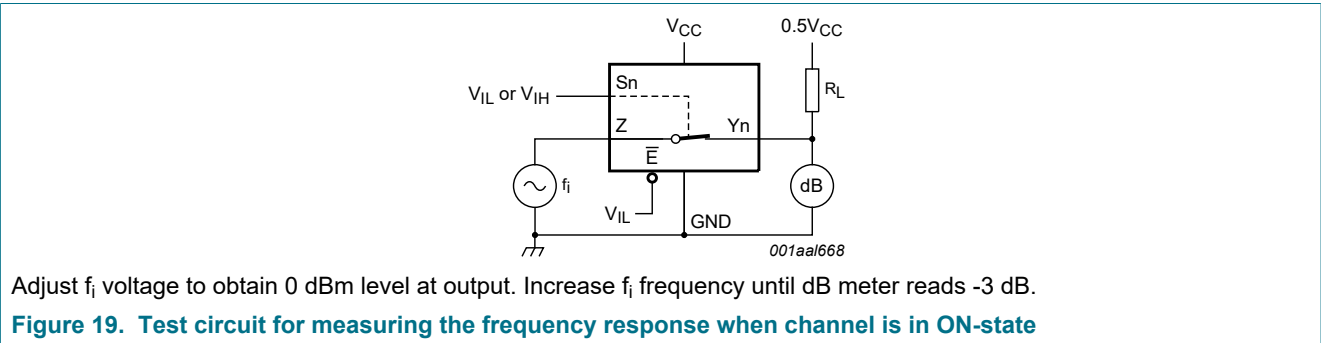 VCC
0.5VCC
Sn
RL
VIL or VIH
Z
Yn
E
fi
dB
VIL
GND
001aal668
Adjust fi voltage to obtain 0 dBm level at output. Increase fi frequency until dB meter reads -3 dB.
Figure 19. Test circuit for measuring the frequency response when channel is in ON-state